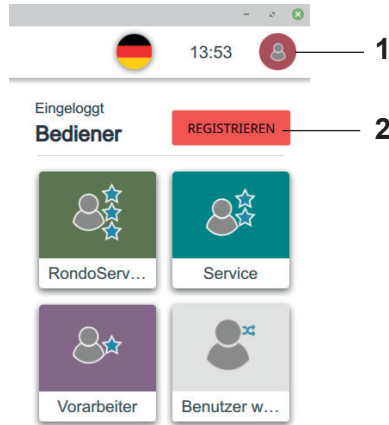 13:53
1
Eingeloggt
Bediener
REGISTRIEREN
2
RondoServ...
Service
Vorarbeiter
Benutzer w...